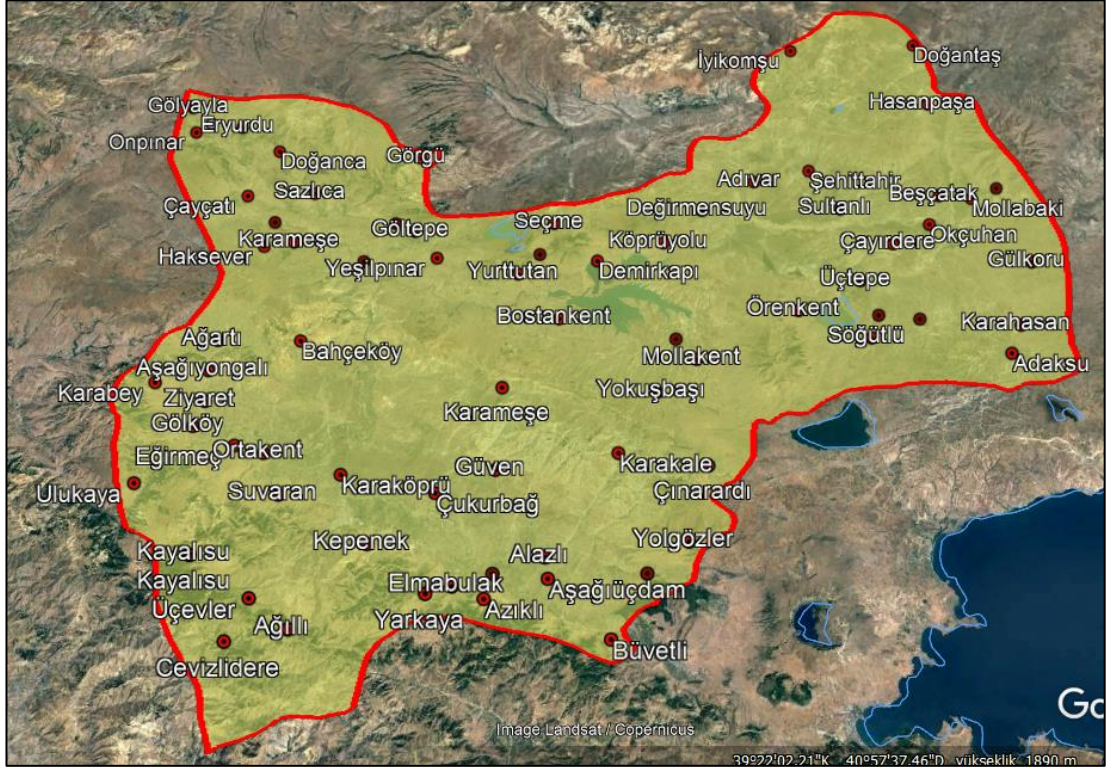 İyikomşu
Doğantaş
Gölyayla
Hasanpaşa
Eryurdu
Onpınar
Doğanca
Görgü
Sazlıca
Adıvar
Şehittahir
Beşçatak
Çayçatı
Değirmensuyu
Sultanlı
Mollabaki
Seçme
Göltepe
Karameşe
Köprüyolu
Çayırdere
Okçuhan
Haksever
Yeşilpınar
Yurttutan
Demirkapı
Gülkoru
Üçtepe
Örenkent
Bostankent
Karahasan
Ağartı
Söğütlü
Bahçeköy
Mollakent
Adaksu
Aşağıyongalı
Karabey
Ziyaret
Yokuşbaşı
Karameşe
Gölköy
Eğirmeç
Ortakent
Güven
Karakale
Ulukaya
Suvaran
Karaköprü
Çınarardı
Çukurbağ
Kepenek
Yolgözler
Kayalısu
Alazlı
Kayalısu
Elmabulak
Aşağıüçdam
Üçevler
Azıklı
Yarkaya
Ağıllı
Büvetli
Cevizlidere
Image Landsat / Copernicus
Go
39°22'02.21"K 40°57'37.46"D yükseklik 1890 m